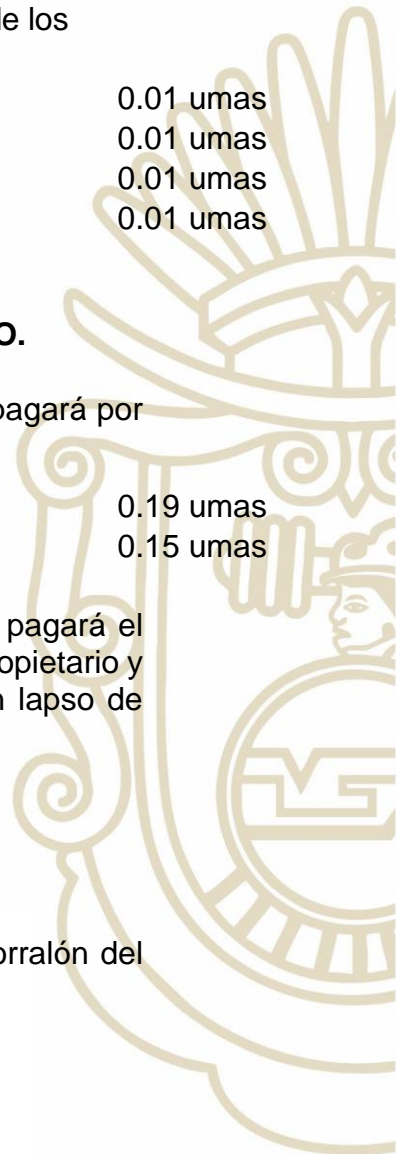 de los
0.01 umas
0.01 umas
0.01 umas
0.01 umas
O.
pagará por
0.19 umas
0.15 umas
pagará el
opietario y
n lapso de
orralón del